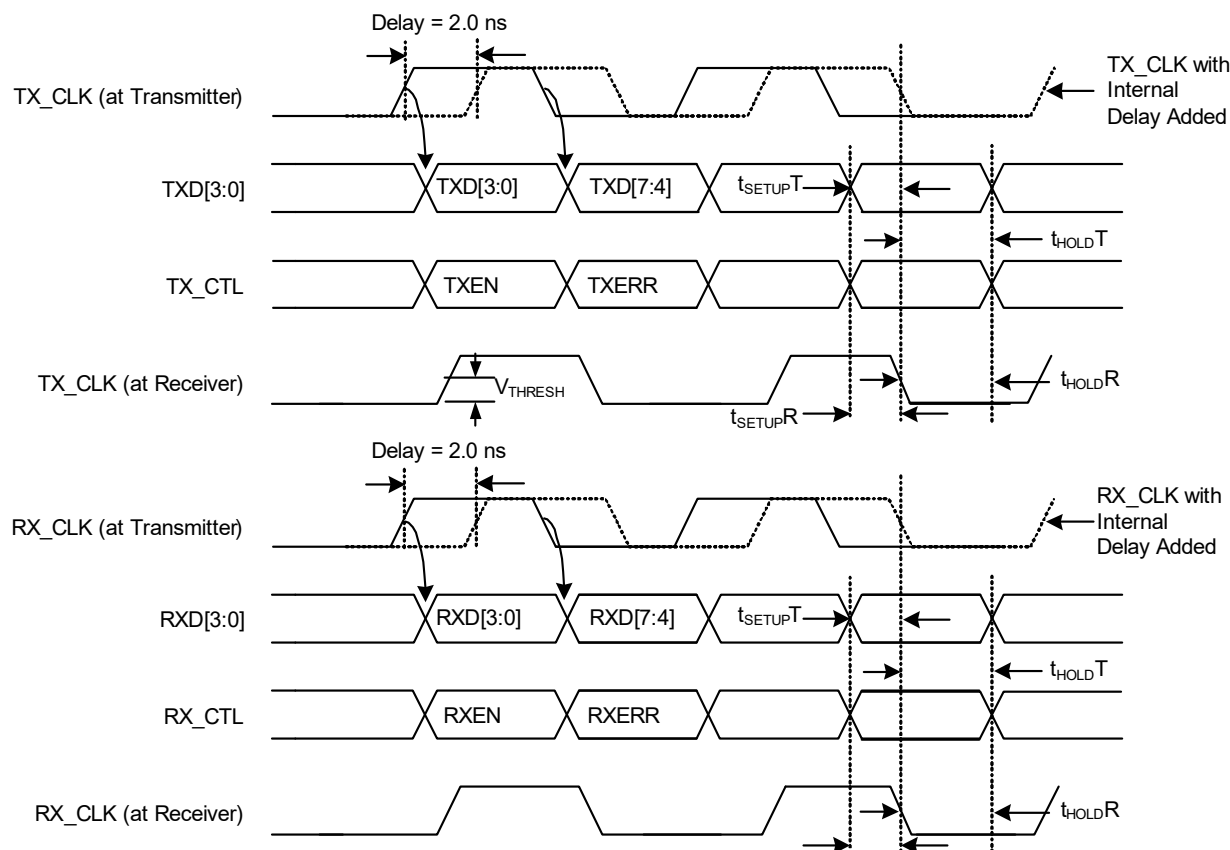 Delay = 2.0 ns
TX_CLK (at Transmitter)
TX_CLK with
Internal
Delay Added
TXD[3:0]
TXD[3:0]
TXD[7:4]
tSETUPT
tHOLDT
TX_CTL
TXEN
TXERR
TX_CLK (at Receiver)
VTHRESH
tHOLDR
tSETUPR
Delay = 2.0 ns
RX_CLK (at Transmitter)
RX_CLK with
Internal
Delay Added
RXD[3:0]
RXD[3:0]
RXD[7:4]
tSETUPT
tHOLDT
RX_CTL
RXEN
RXERR
RX_CLK (at Receiver)
tHOLDR